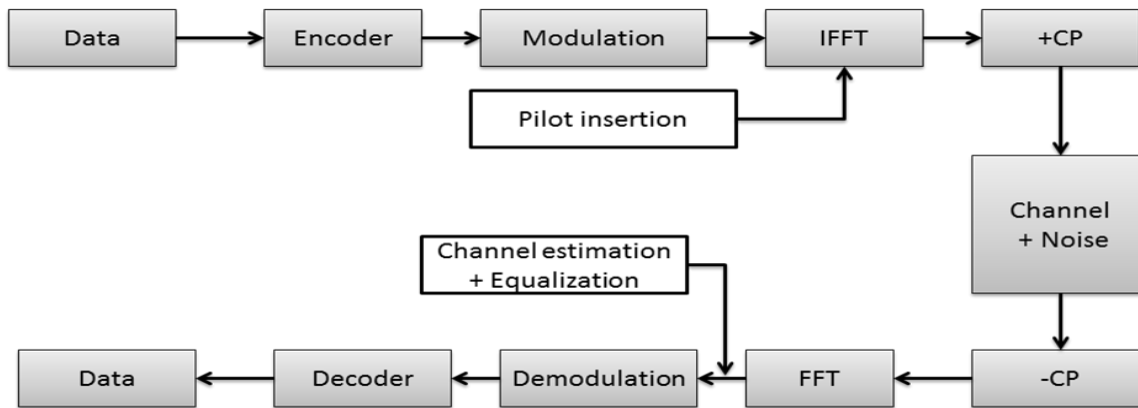 Data
Encoder
Modulation
IFFT
+CP
Pilot insertion
Channel
+ Noise
Channel estimation
+ Equalization
Data
Decoder
Demodulation
FFT
-CP